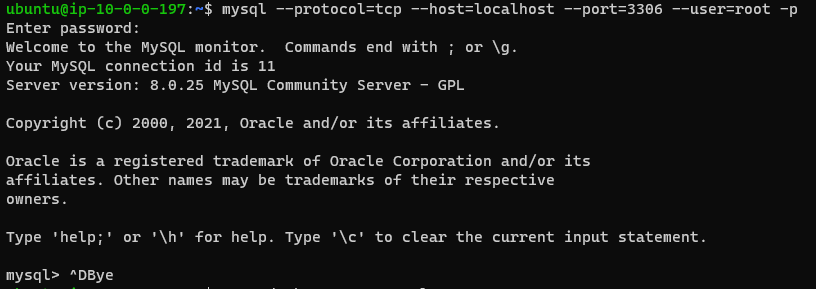 ubuntu@ip-10-0-0-197:~$ mysql --protocol=tcp --host=localhost --port=3306 --user=root -p
Enter password:
Welcome to the MySQL monitor.  Commands end with ; or \g.
Your MySQL connection id is 11
Server version: 8.0.25 MySQL Community Server - GPL
Copyright (c) 2000, 2021, Oracle and/or its affiliates.
Oracle is a registered trademark of Oracle Corporation and/or its
affiliates. Other names may be trademarks of their respective
owners.
Type 'help;' or '\h' for help. Type '\c' to clear the current input statement.
mysql> ^DBye